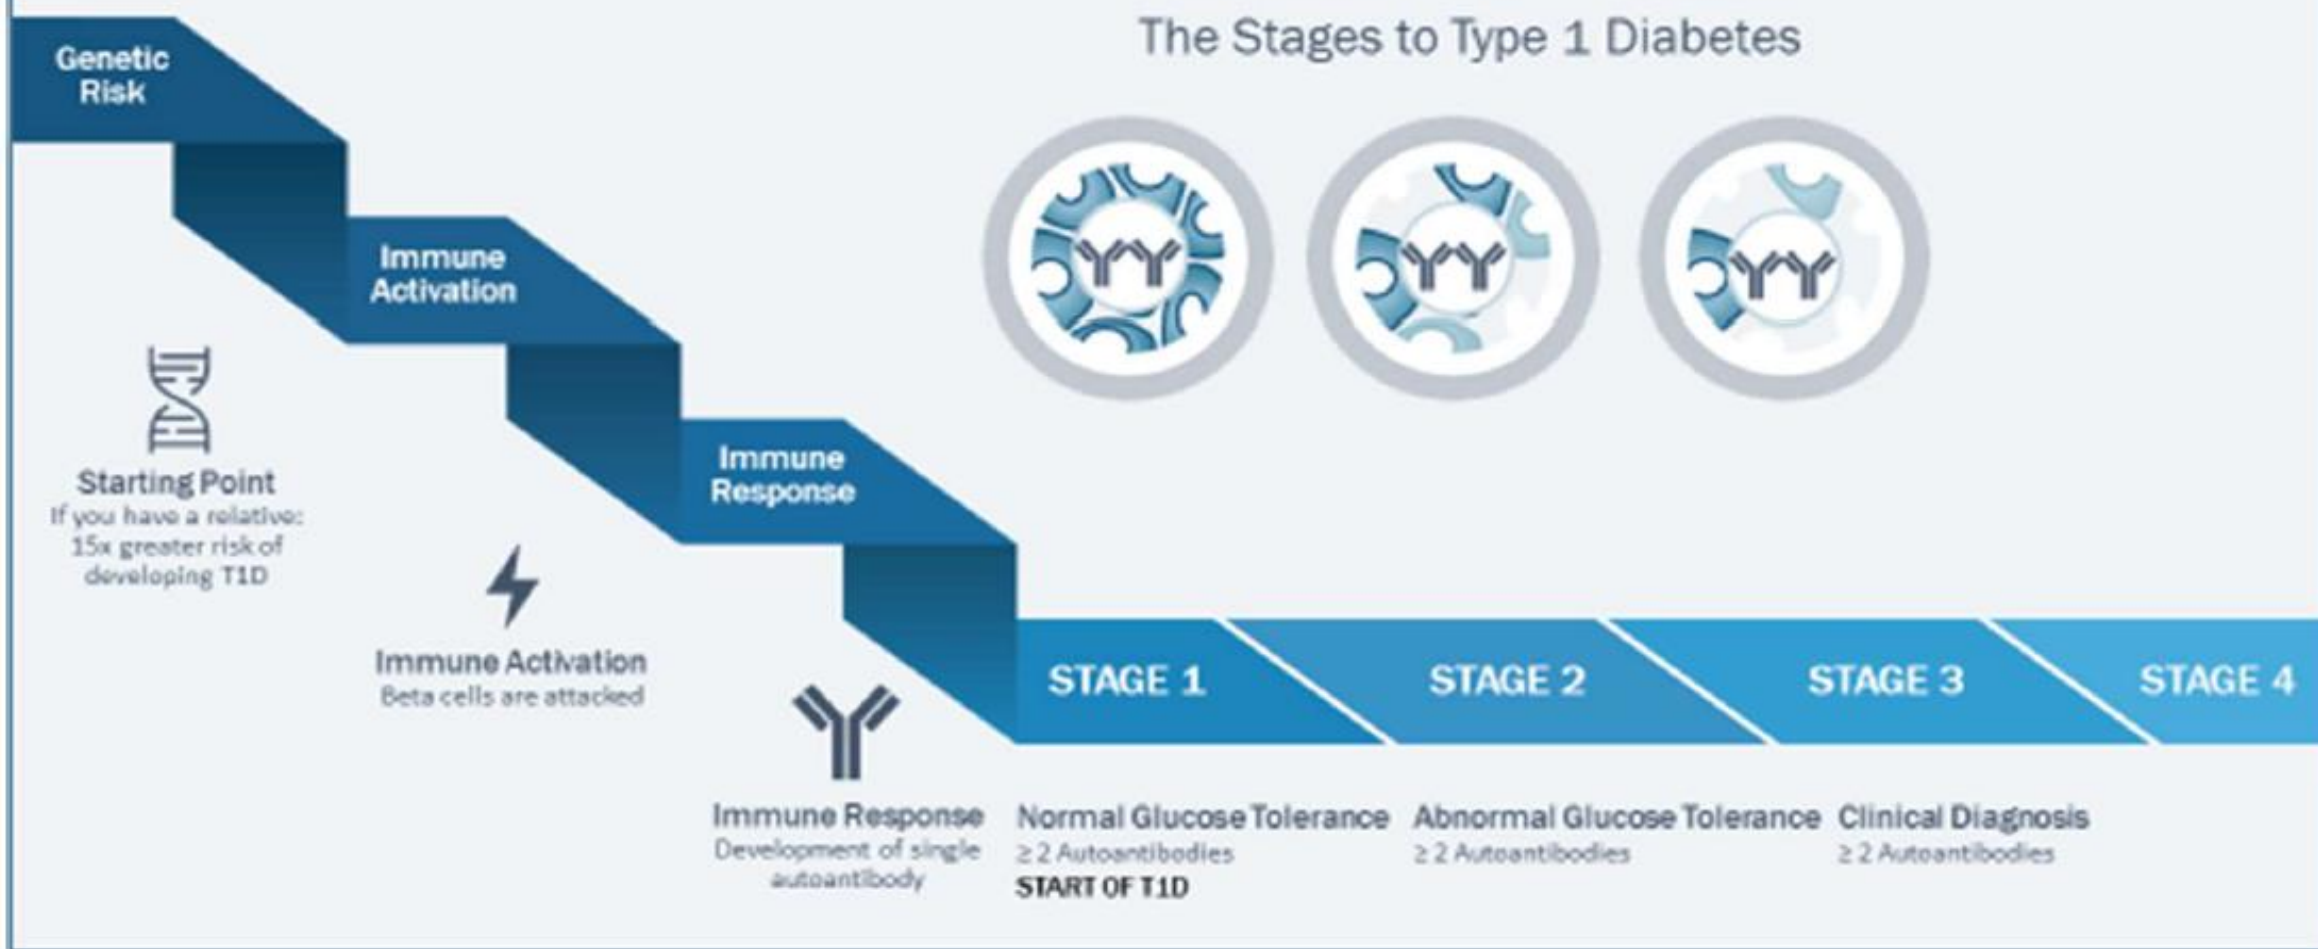 The Stages to Type 1 Diabetes
Genetic
Risk
Immune
Activation
Immune
Response
Starting Point
If you have a relative:
15x greater risk of
developing T1D
Immune Activation
Beta cells are attacked
Immune Response
Development of single
autoantibody
STAGE 1
STAGE 2
STAGE 3
STAGE 4
Normal Glucose Tolerance
≥ 2 Autoantibodies
START OF T1D
Abnormal Glucose Tolerance
≥ 2 Autoantibodies
Clinical Diagnosis
≥ 2 Autoantibodies